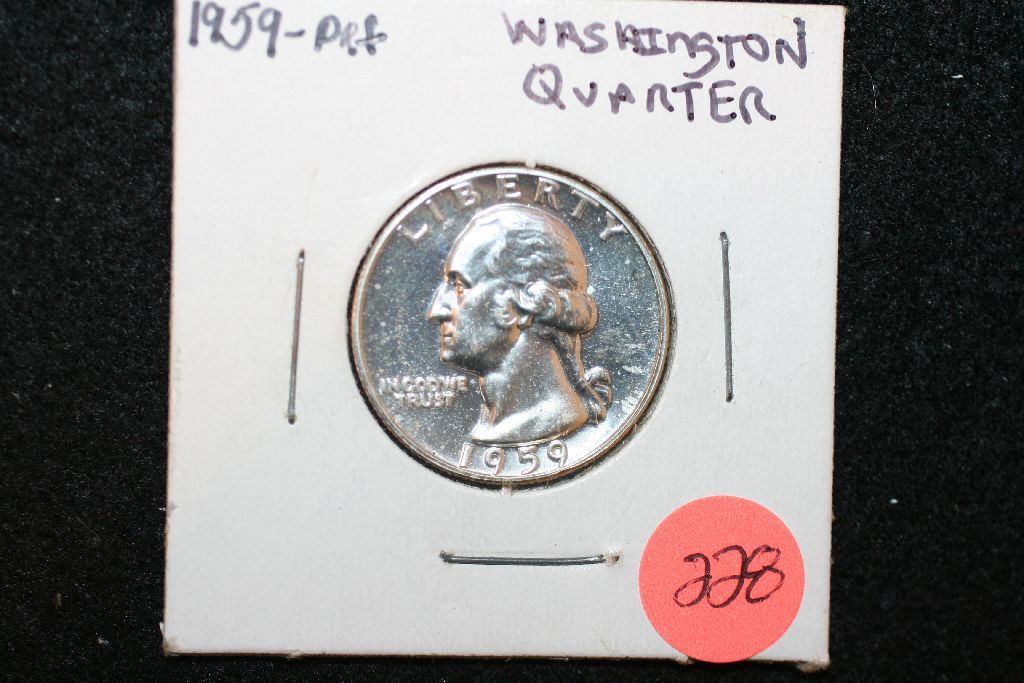 1959-Prf
WASHINGTON
QUARTER
LIBERTY
IN GOD WE
TRUST
1959
228